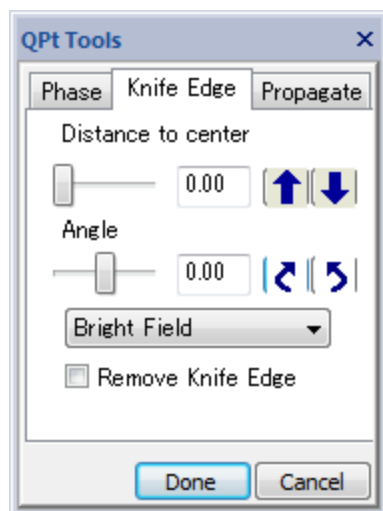 QPt Tools
Phase Knife Edge Propagate
Distance to center
0.00
Angle
0.00
Bright Field
Remove Knife Edge
Done Cancel